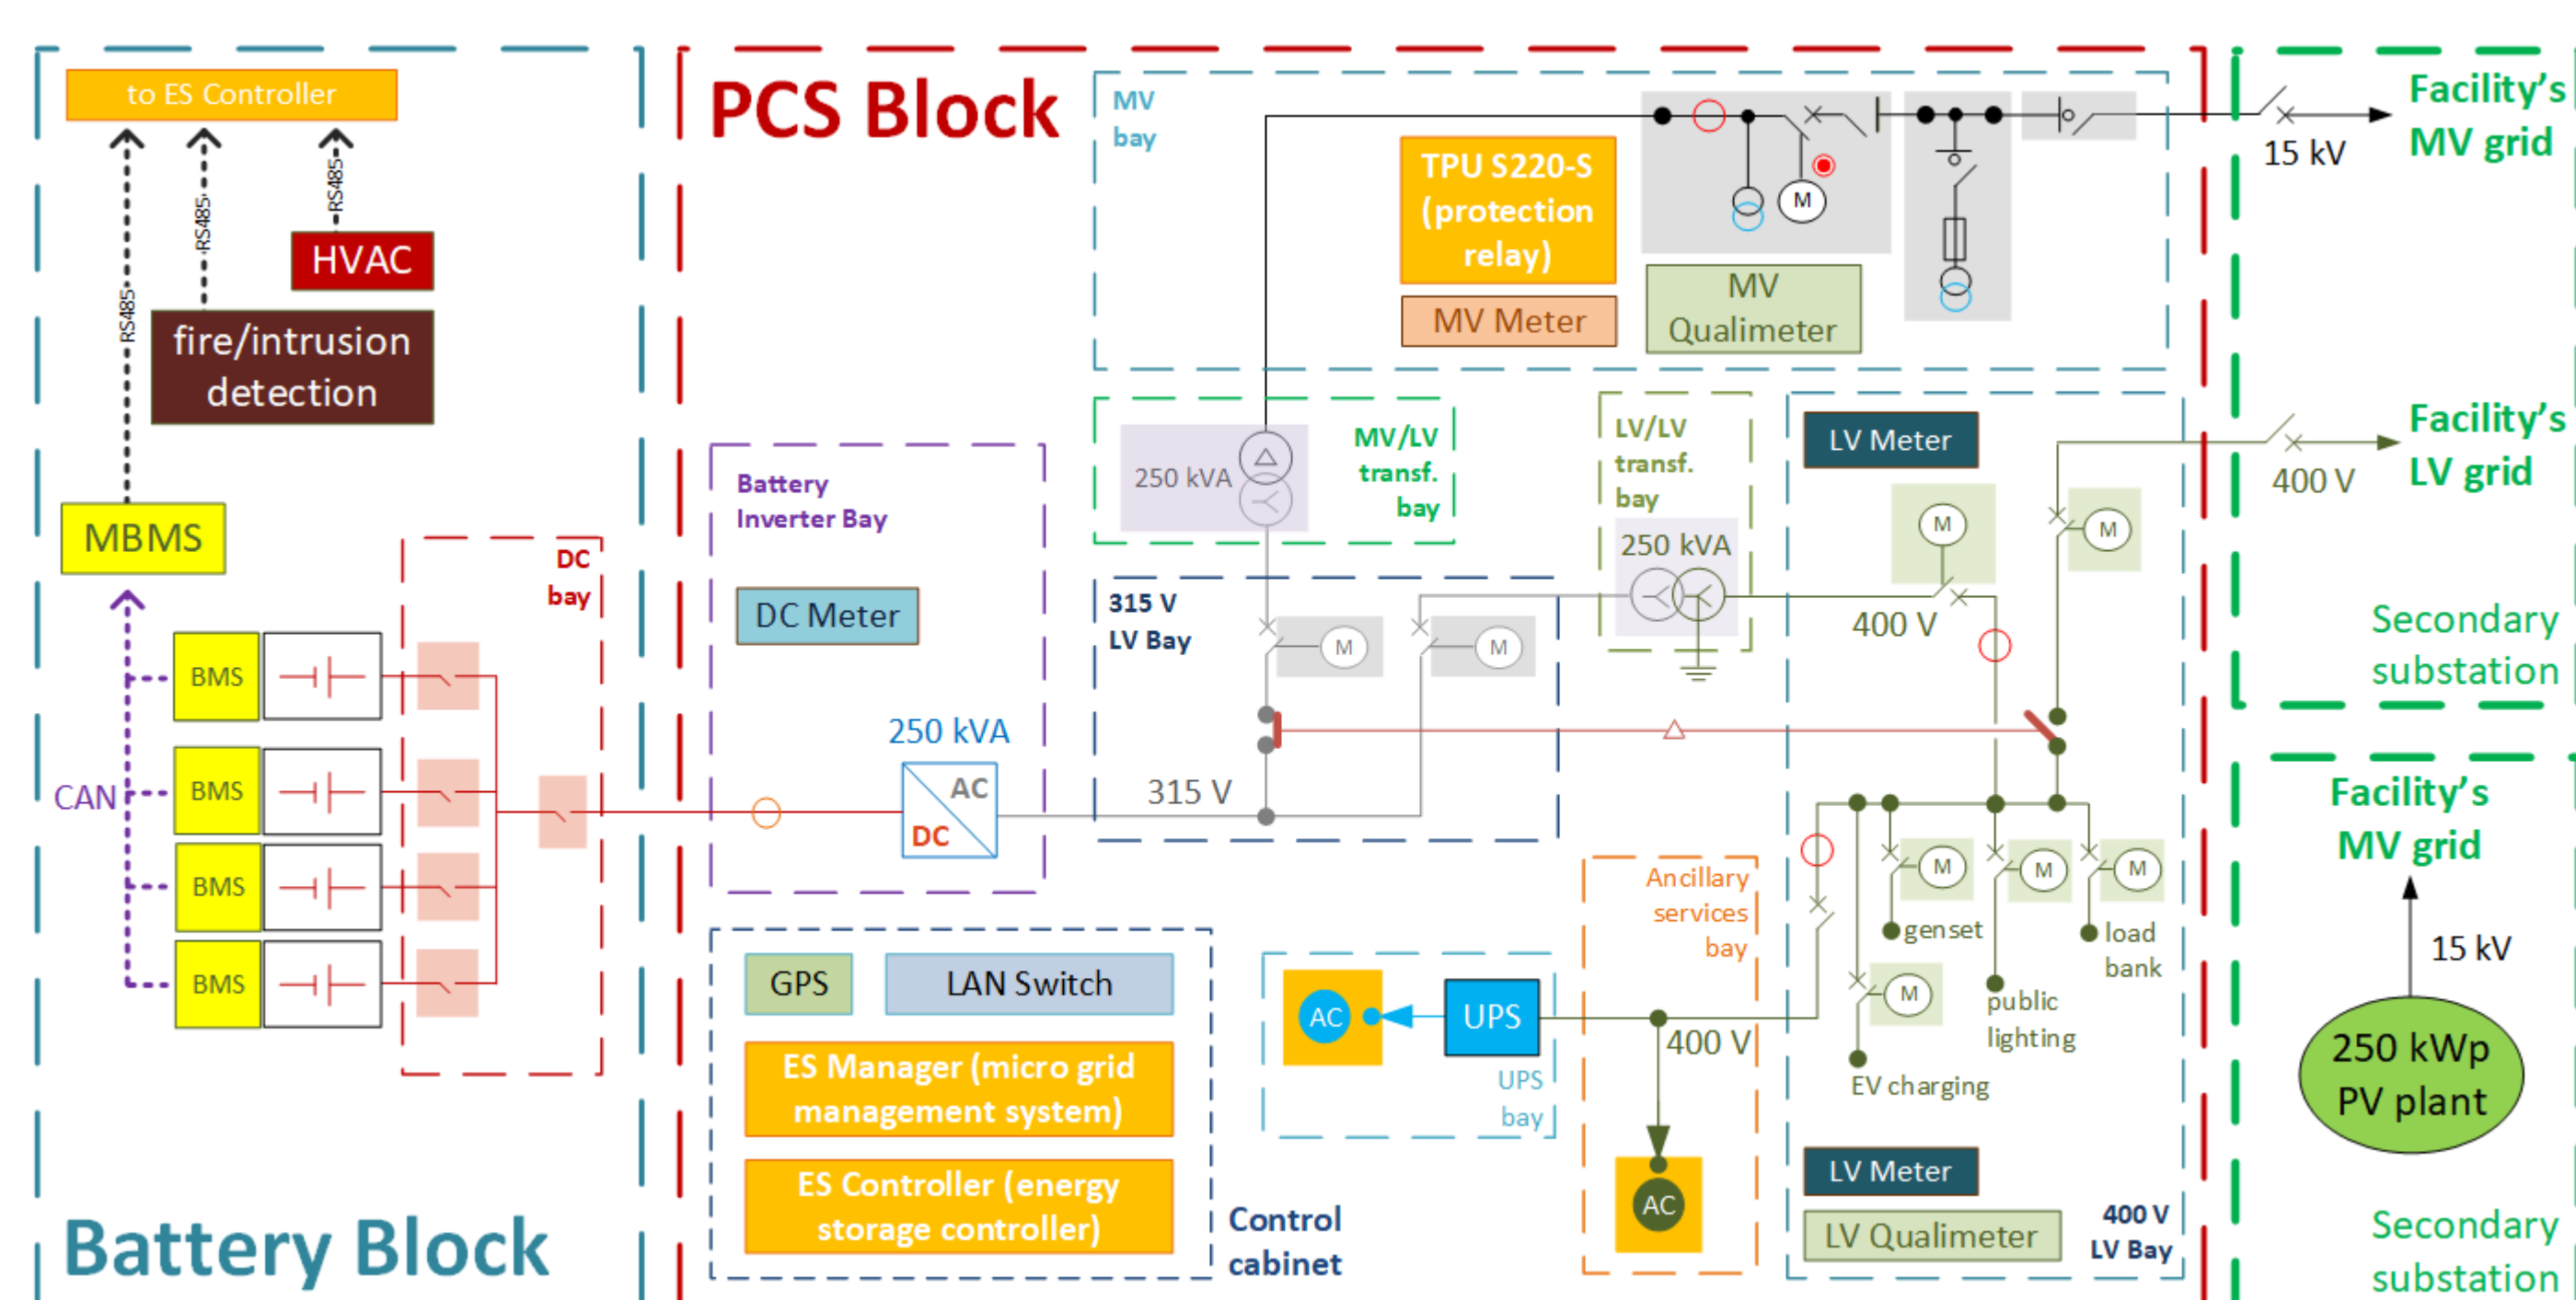 to ES Controller
RS485
RS485
RS485
HVAC
fire/intrusion
detection
MBMS
DC
bay
BMS
BMS
BMS
BMS
CAN
Battery Block
PCS Block
MV
bay
TPU S220-S
(protection
relay)
MV Meter
M
MV
Qualimeter
250 kVA
MV/LV
transf.
bay
LV/LV
transf.
bay
250 kVA
Battery
Inverter Bay
DC Meter
250 kVA
AC
DC
315 V
LV Bay
M
M
315 V
LV Meter
M
M
400 V
M
M
M
genset
load
bank
public
lighting
M
EV charging
LV Meter
LV Qualimeter
400 V
LV Bay
Ancillary
services
bay
400 V
AC
AC
UPS
UPS
bay
GPS
LAN Switch
ES Manager (micro grid
management system)
ES Controller (energy
storage controller)
Control
cabinet
Facility's
MV grid
15 kV
Facility's
LV grid
400 V
Secondary
substation
Facility's
MV grid
15 kV
250 kWp
PV plant
Secondary
substation